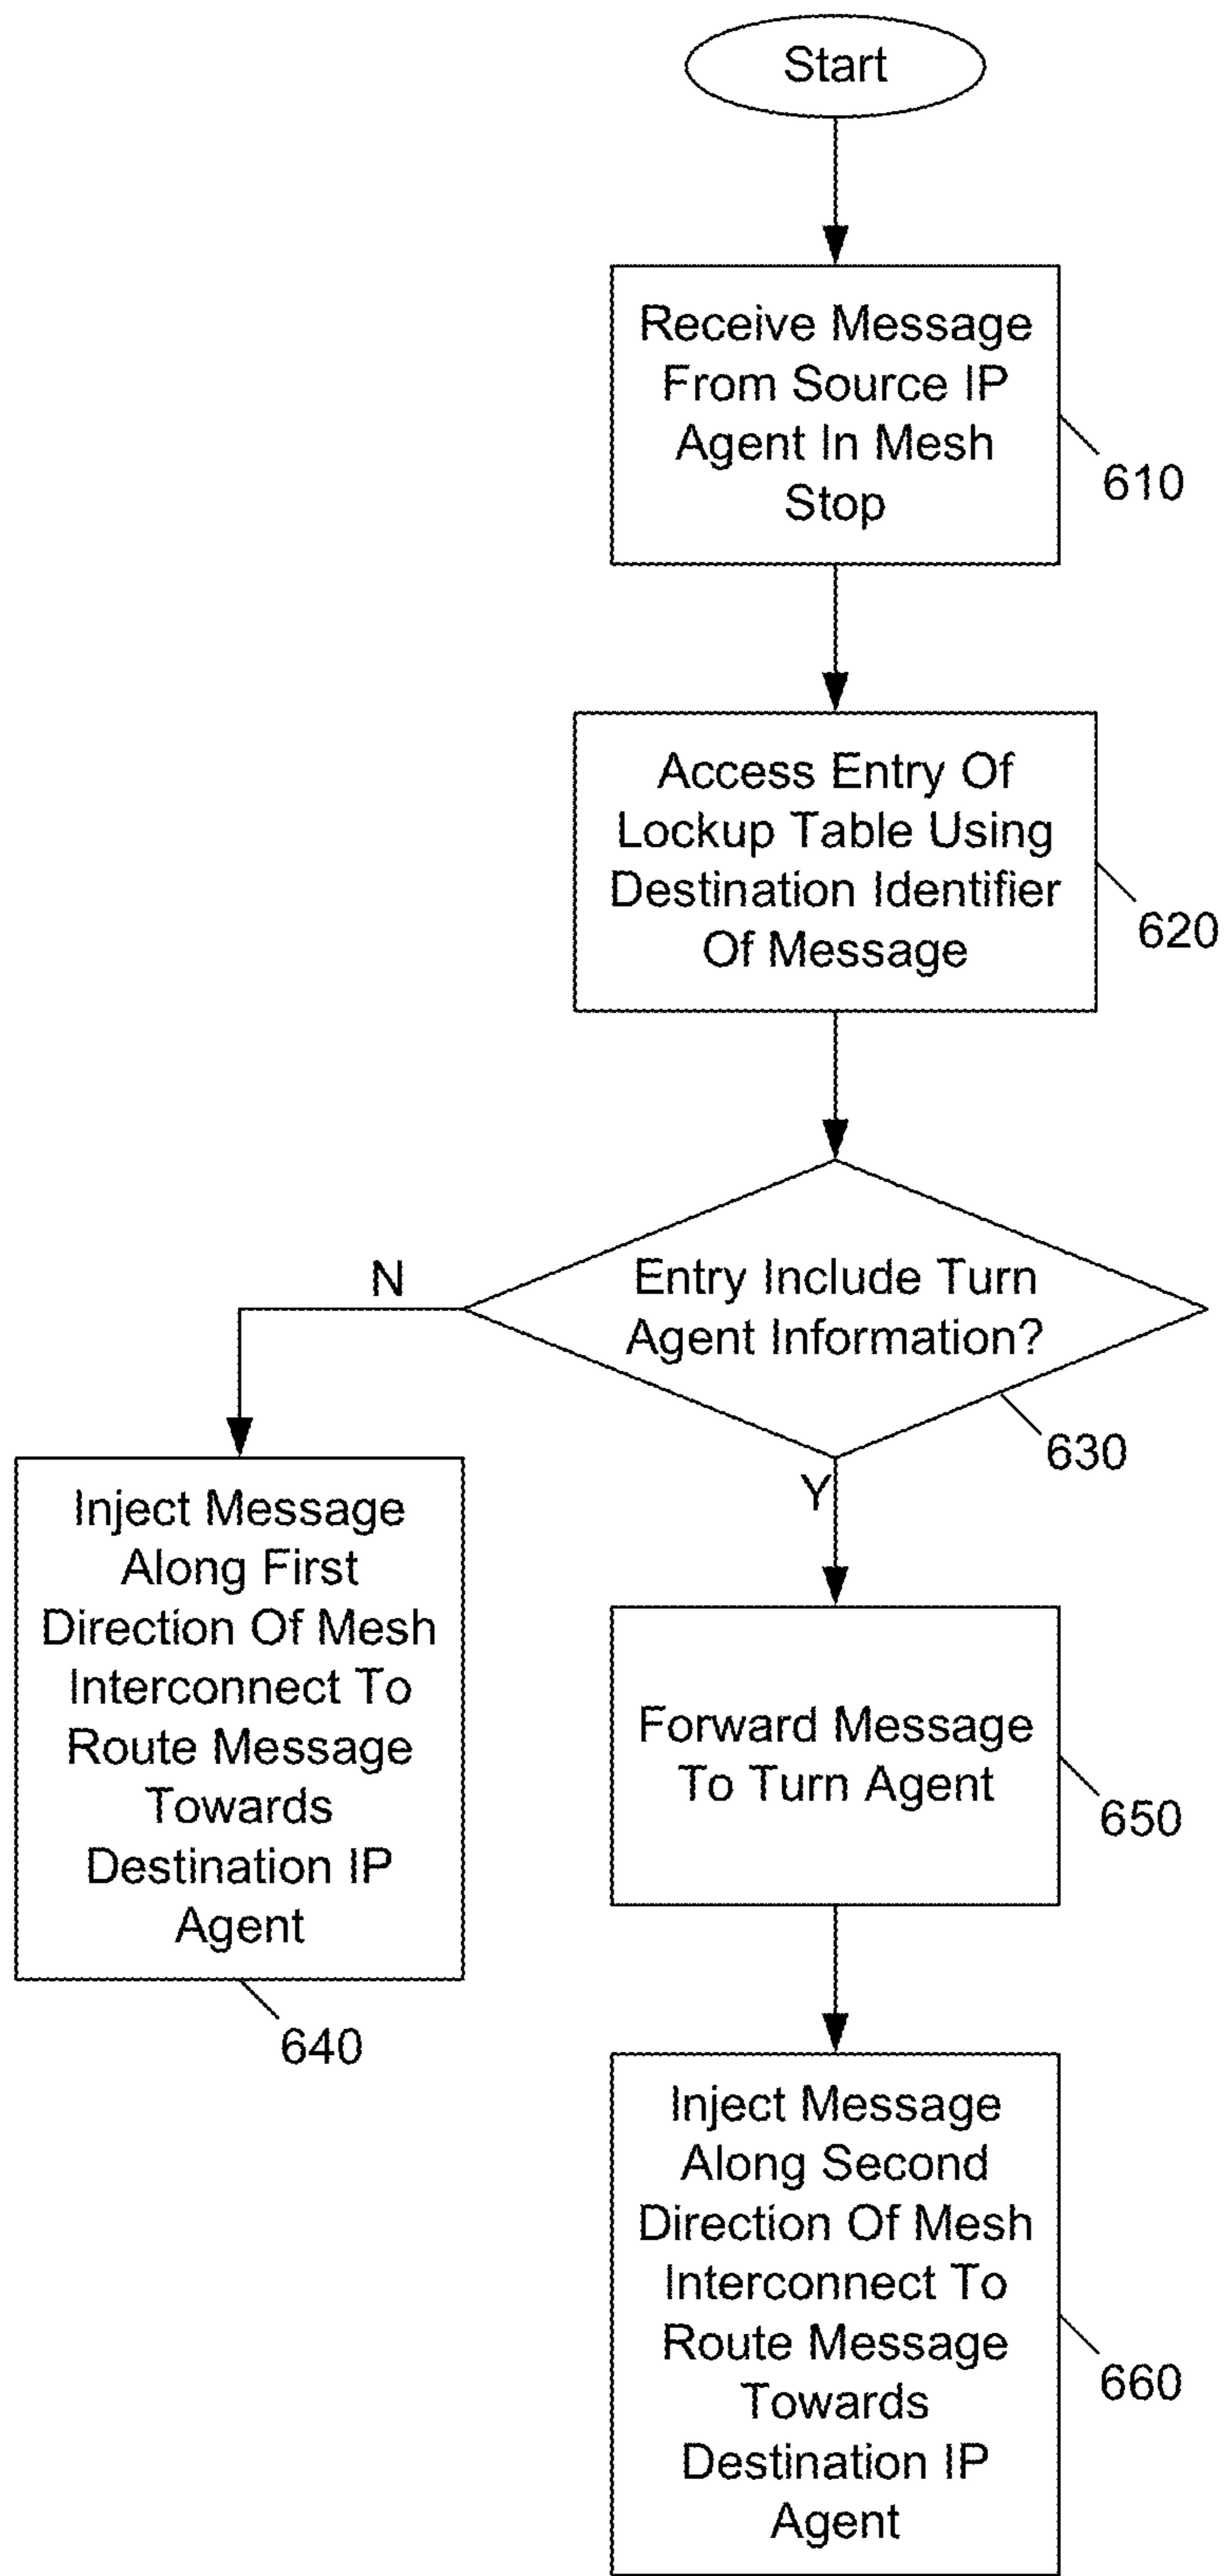 Start
Receive Message
From Source IP
Agent In Mesh
Stop
610
Access Entry Of
Lockup Table Using
Destination Identifier
Of Message
620
Entry Include Turn
Agent Information?
630
N
Y
Inject Message
Along First
Direction Of Mesh
Interconnect To
Route Message
Towards
Destination IP
Agent
640
Forward Message
To Turn Agent
650
Inject Message
Along Second
Direction Of Mesh
Interconnect To
Route Message
Towards
Destination IP
Agent
660